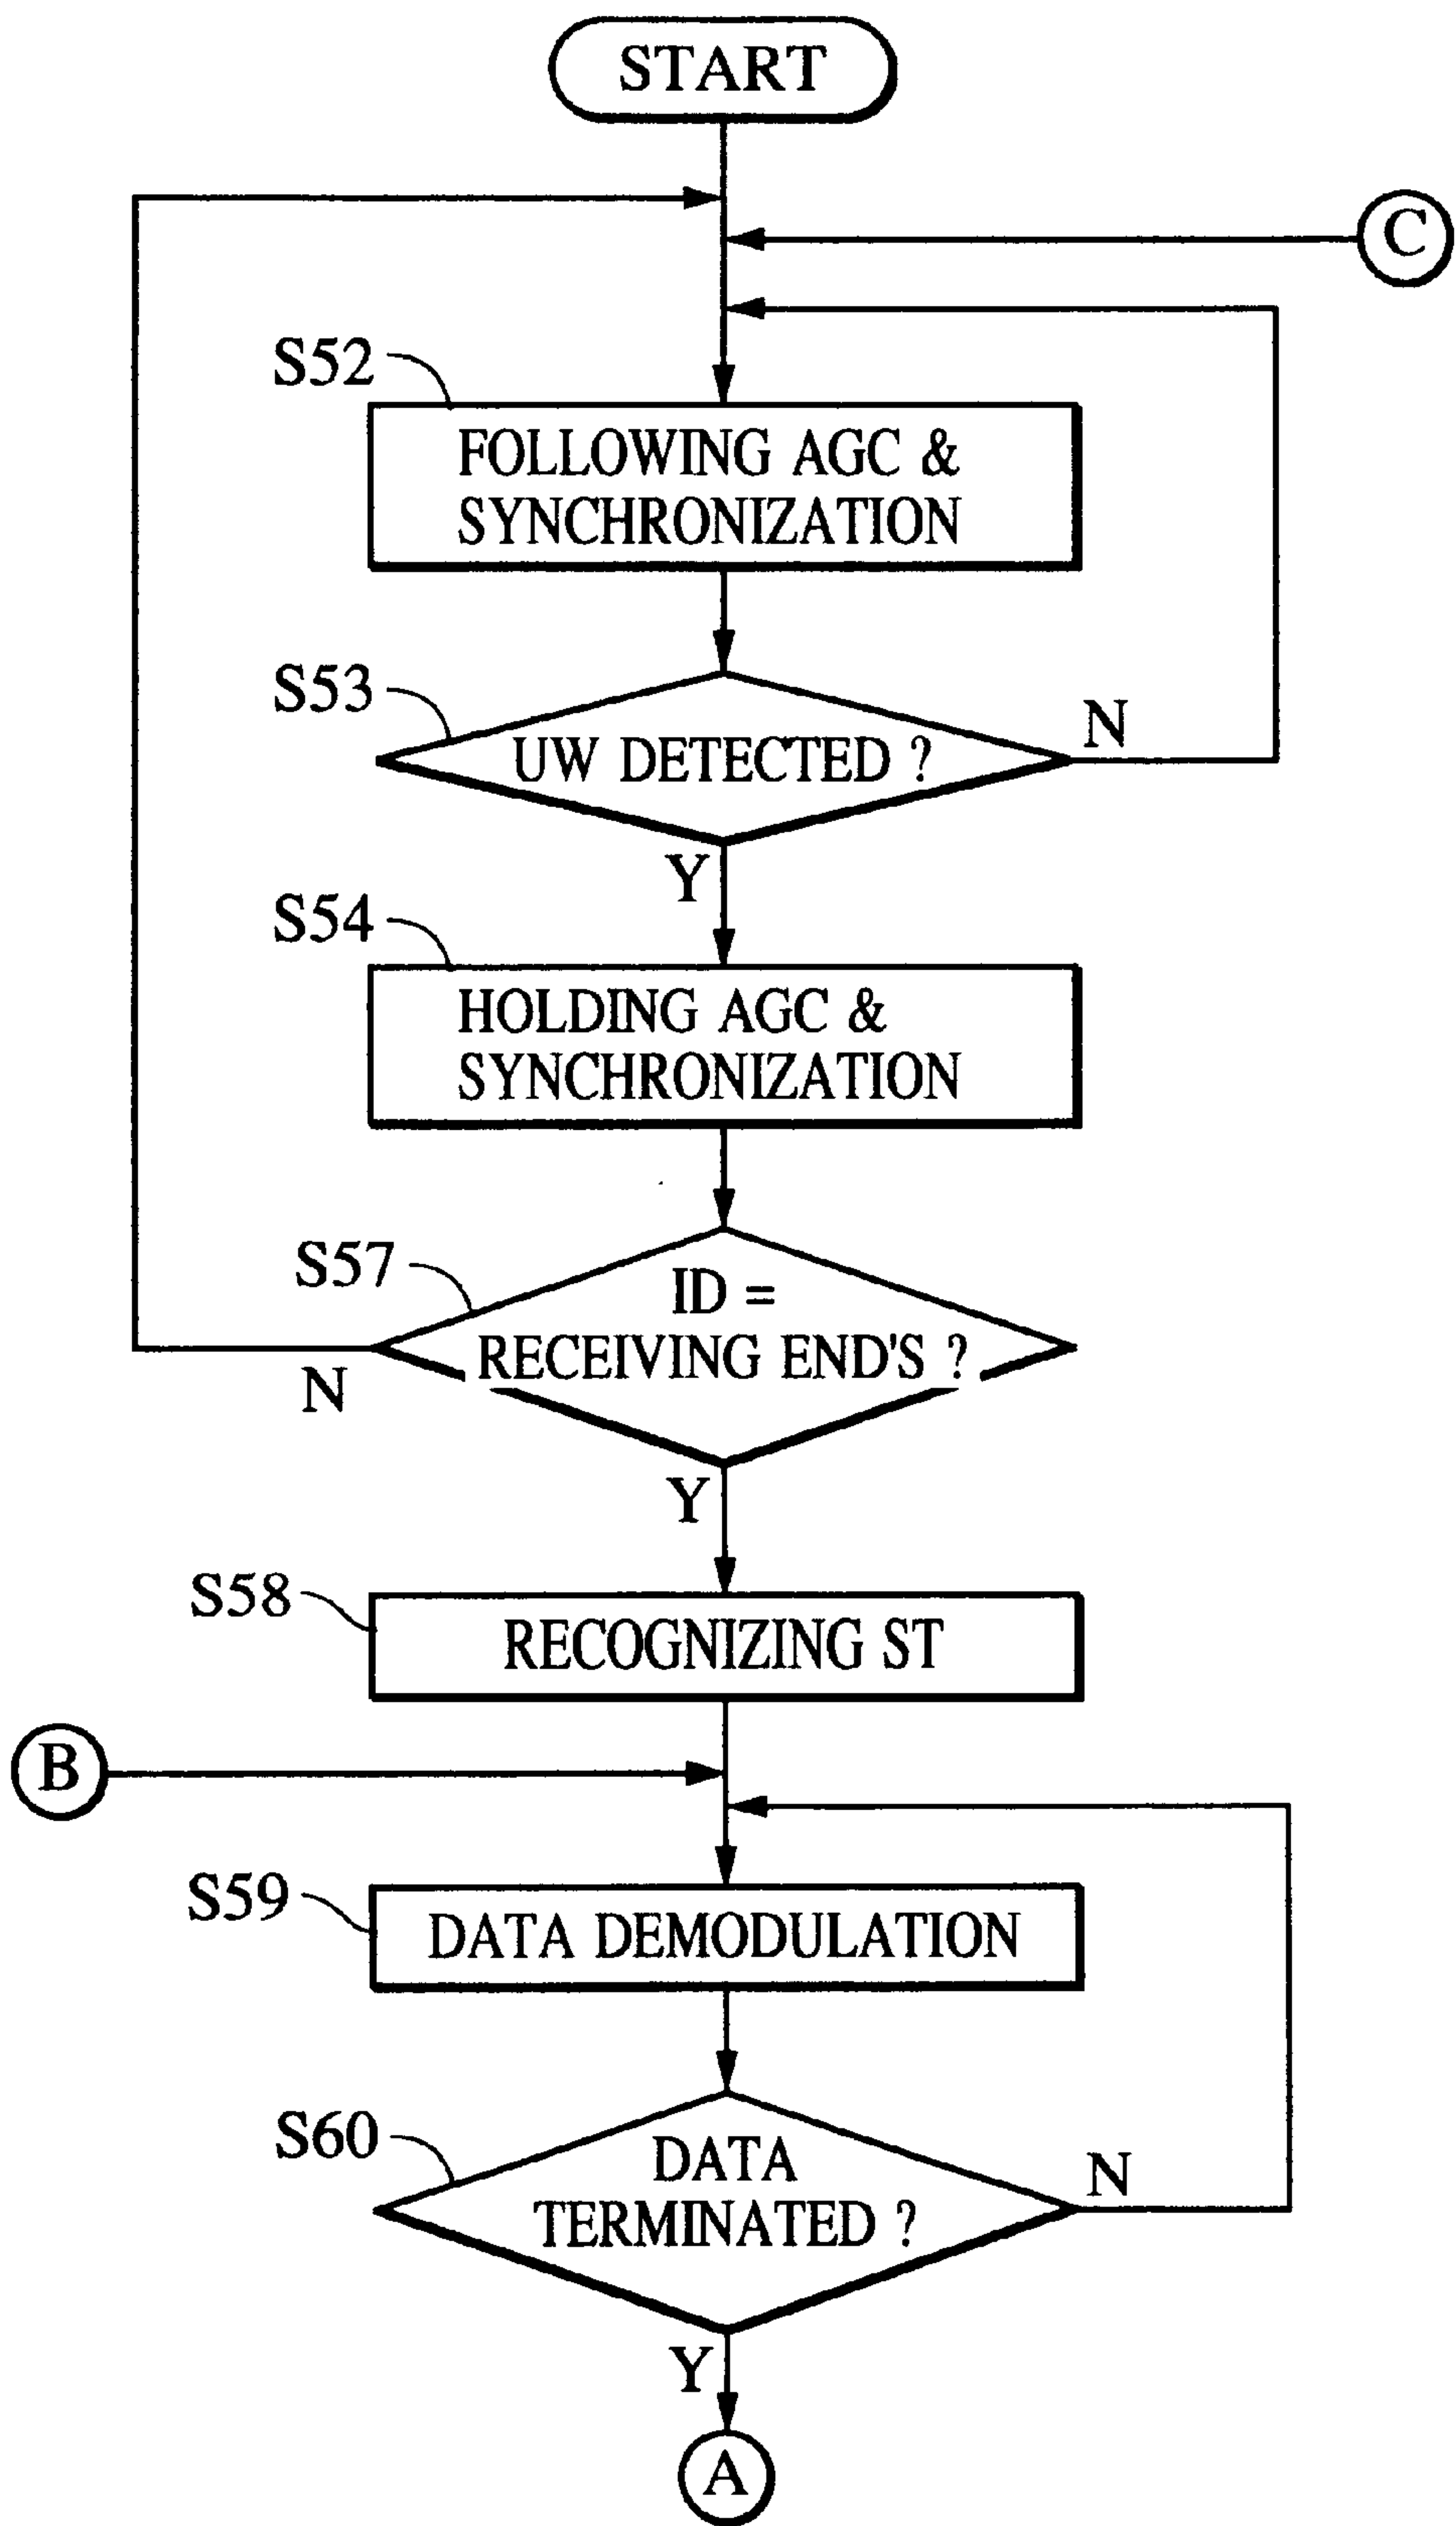 START
C
S52
FOLLOWING AGC &
SYNCHRONIZATION
S53
UW DETECTED ?
N
Y
S54
HOLDING AGC &
SYNCHRONIZATION
S57
ID =
RECEIVING END'S ?
N
Y
S58
RECOGNIZING ST
B
S59
DATA DEMODULATION
S60
DATA
TERMINATED ?
N
Y
A